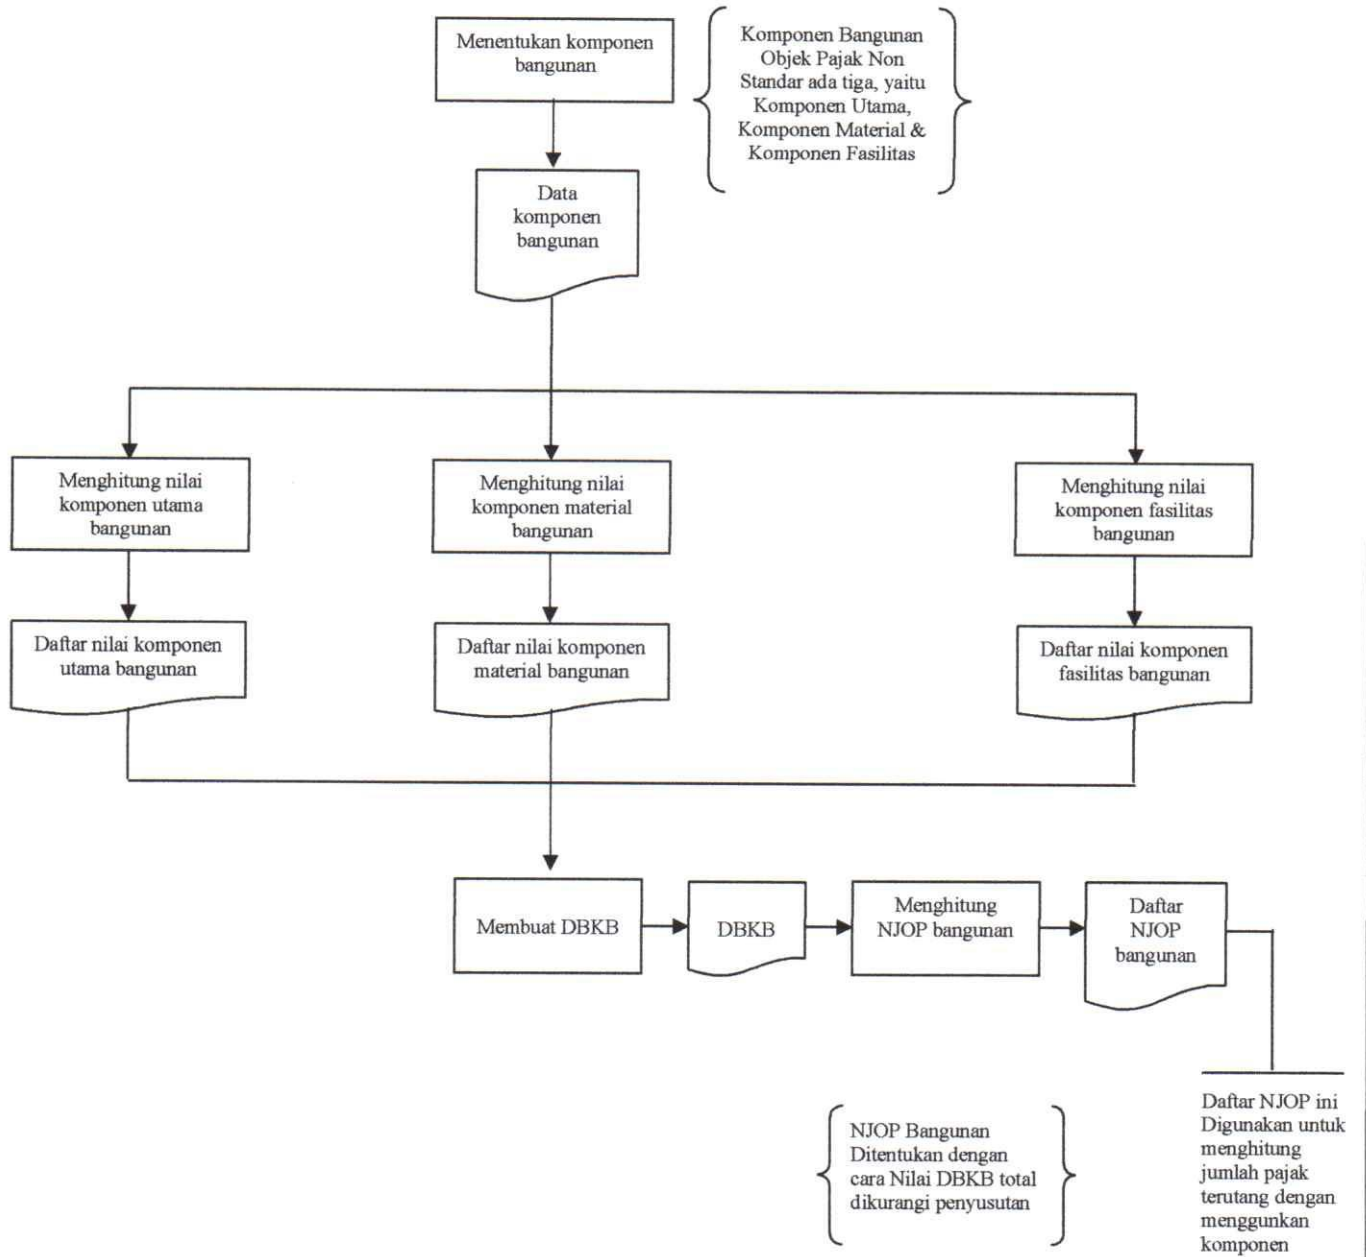 Menentukan komponen
bangunan
Komponen Bangunan
Objek Pajak Non
Standar ada tiga, yaitu
Komponen Utama,
Komponen Material &
Komponen Fasilitas
Data
komponen
bangunan
Menghitung nilai
komponen utama
bangunan
Menghitung nilai
komponen material
bangunan
Menghitung nilai
komponen fasilitas
bangunan
Daftar nilai komponen
utama bangunan
Daftar nilai komponen
material bangunan
Daftar nilai komponen
fasilitas bangunan
Membuat DBKB
DBKB
Menghitung
NJOP bangunan
Daftar
NJOP
bangunan
NJOP Bangunan
Ditentukan dengan
cara Nilai DBKB total
dikurangi penyusutan
Daftar NJOP ini
Digunakan untuk
menghitung
jumlah pajak
terutang dengan
menggunkan
komponen